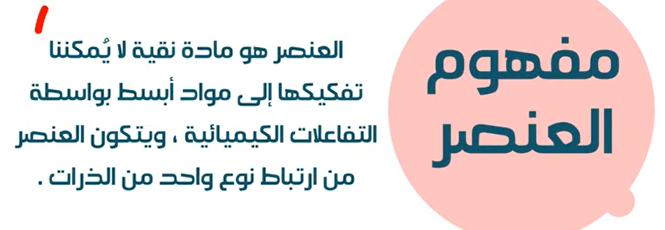 مفهوم
العنصر
العنصر هو مادة نقية لا يُمكننا
تفكيكها إلى مواد أبسط بواسطة
التفاعلات الكيميائية ، ويتكون العنصر
من ارتباط نوع واحد من الذرات .